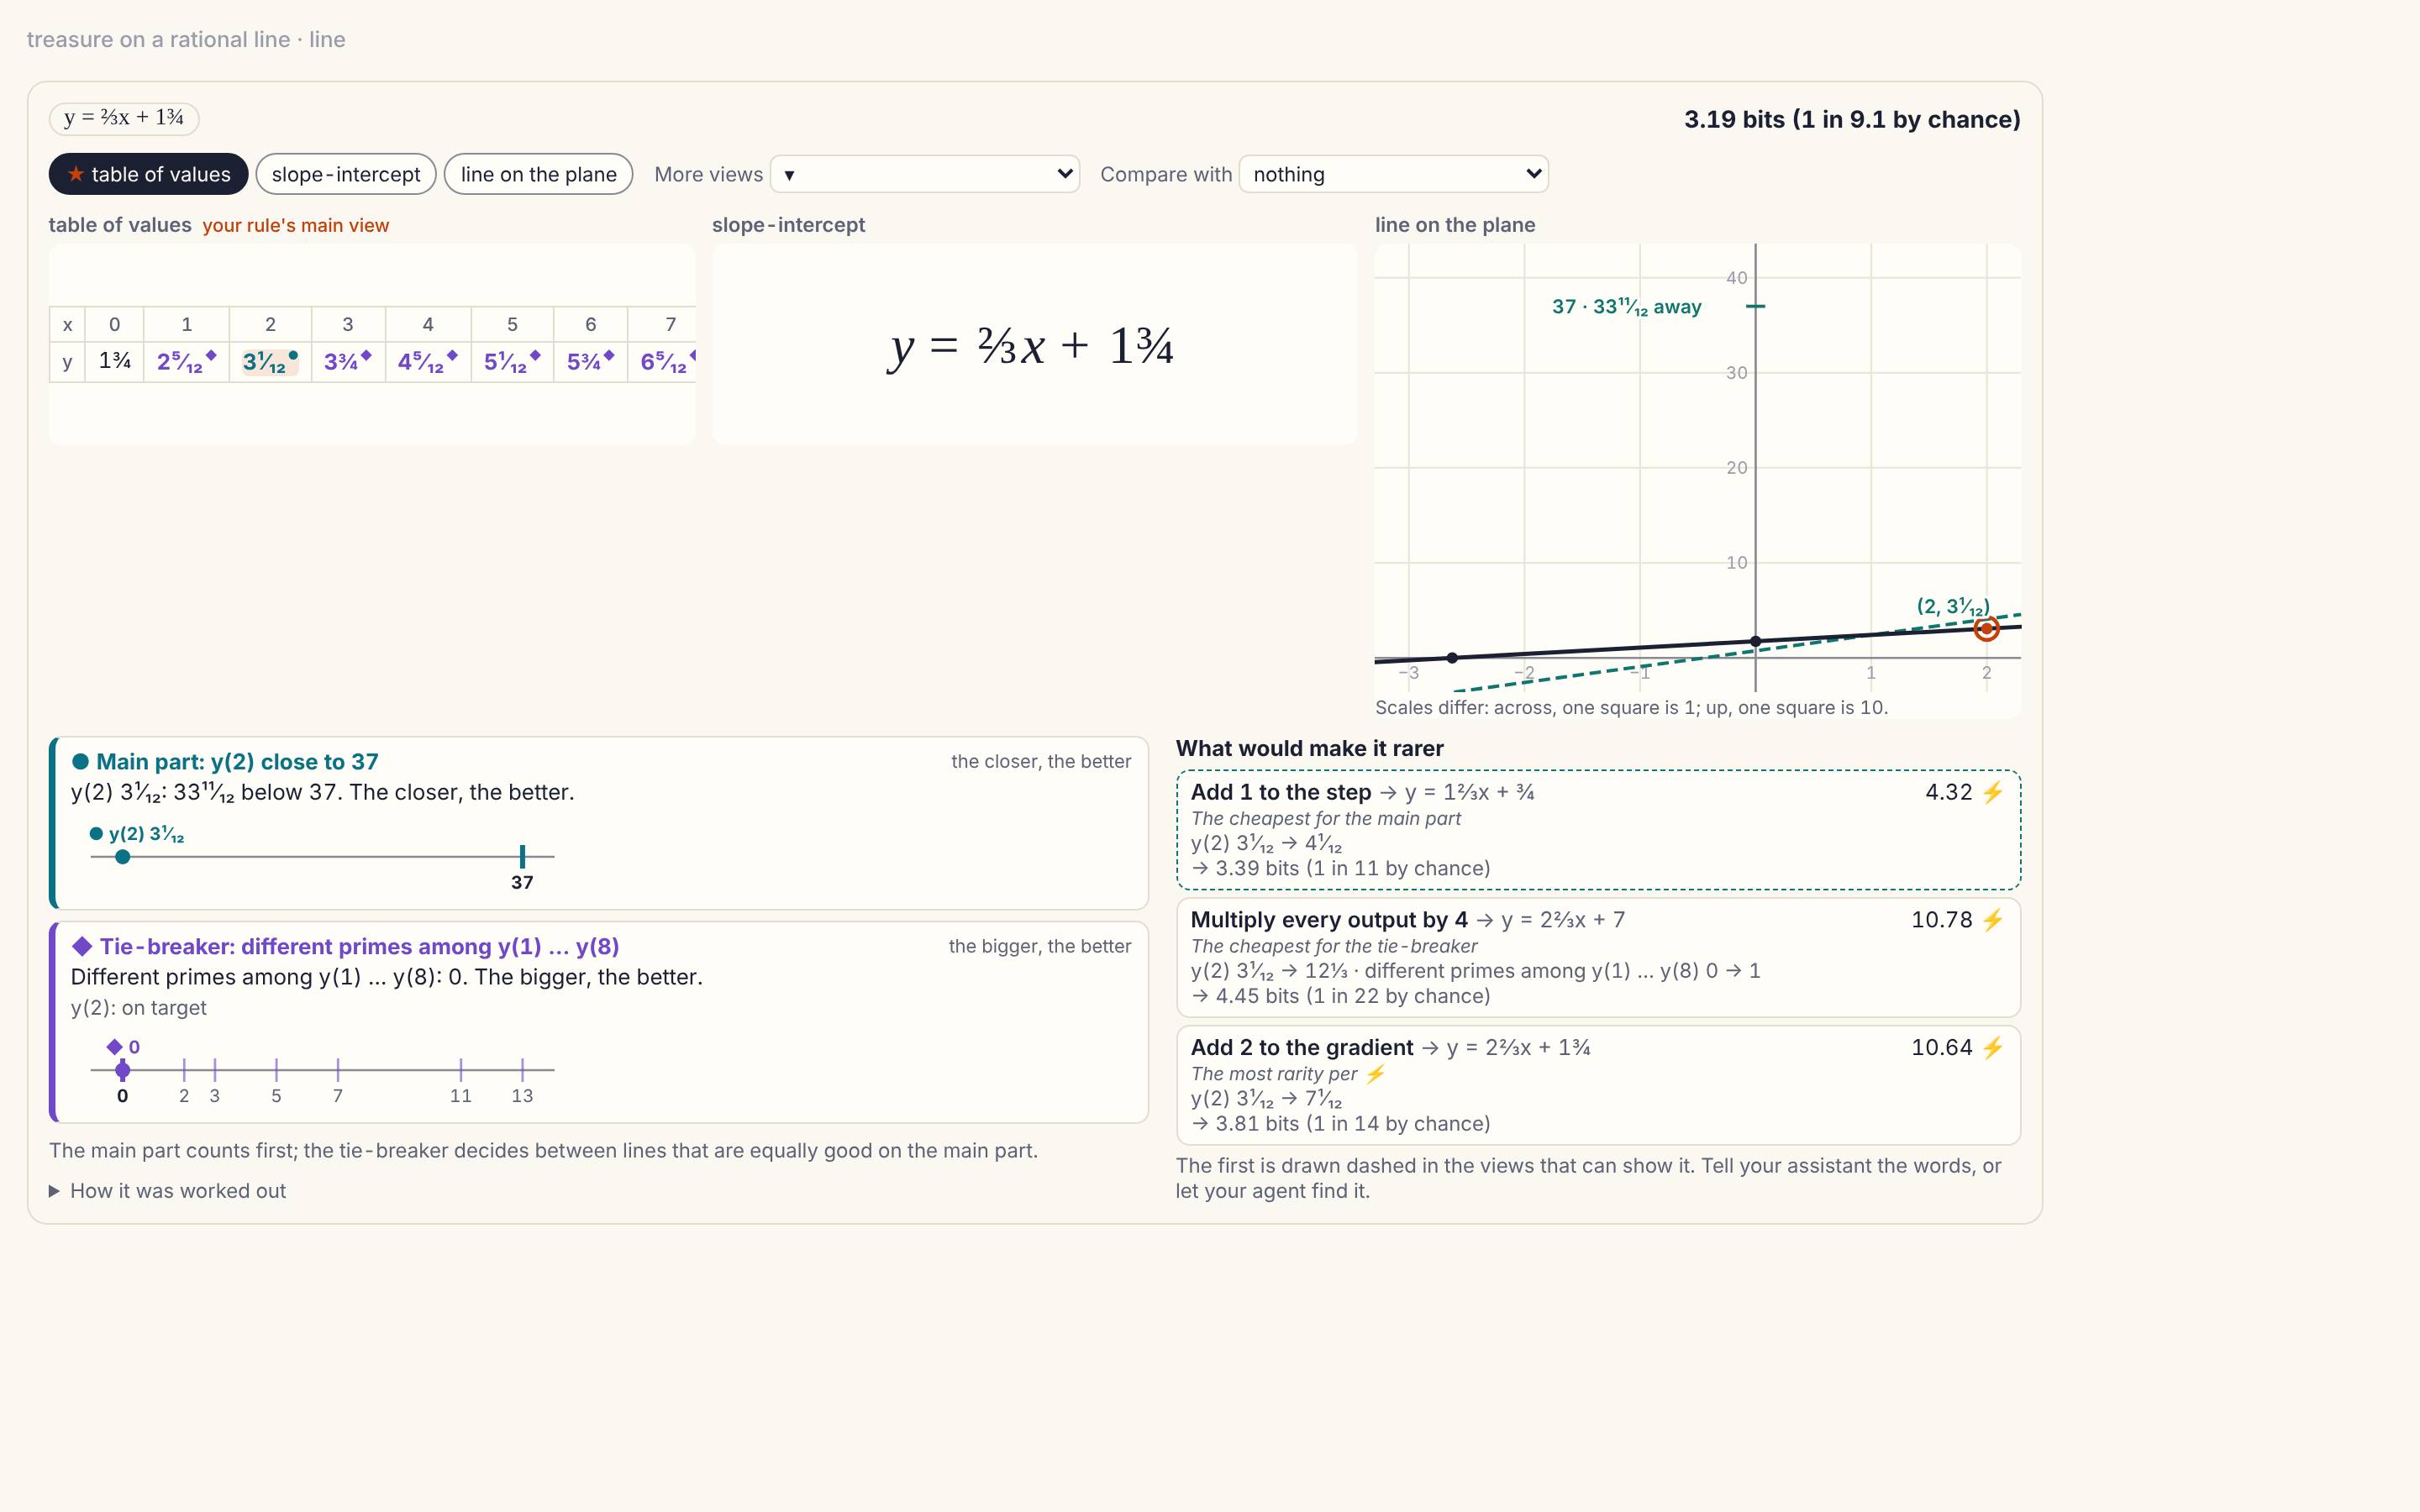 treasure on a rational line · line
y = ⅔x + 1¾
3.19 bits (1 in 9.1 by chance)
★ table of values
slope-intercept
line on the plane
More views ▾
Compare with nothing
table of values your rule's main view
x 0 1 2 3 4 5 6 7
y 1¾ 2⁵⁄₁₂◆ 3¹⁄₁₂● 3¾◆ 4⁵⁄₁₂◆ 5¹⁄₁₂◆ 5¾◆ 6⁵⁄₁₂◆
slope-intercept
y = ⅔x + 1¾
line on the plane
40
37 · 33¹¹⁄₁₂ away
30
20
10
(2, 3¹⁄₁₂)
−3 −2 −1 1 2
Scales differ: across, one square is 1; up, one square is 10.
● Main part: y(2) close to 37
the closer, the better
y(2) 3¹⁄₁₂: 33¹¹⁄₁₂ below 37. The closer, the better.
● y(2) 3¹⁄₁₂
37
◆ Tie-breaker: different primes among y(1) … y(8)
the bigger, the better
Different primes among y(1) … y(8): 0. The bigger, the better.
y(2): on target
◆ 0
0 2 3 5 7 11 13
The main part counts first; the tie-breaker decides between lines that are equally good on the main part.
▶ How it was worked out
What would make it rarer
Add 1 to the step → y = 1⅔x + ¾
4.32 ⚡
The cheapest for the main part
y(2) 3¹⁄₁₂ → 4¹⁄₁₂
→ 3.39 bits (1 in 11 by chance)
Multiply every output by 4 → y = 2⅔x + 7
10.78 ⚡
The cheapest for the tie-breaker
y(2) 3¹⁄₁₂ → 12⅓ · different primes among y(1) … y(8) 0 → 1
→ 4.45 bits (1 in 22 by chance)
Add 2 to the gradient → y = 2⅔x + 1¾
10.64 ⚡
The most rarity per ⚡
y(2) 3¹⁄₁₂ → 7¹⁄₁₂
→ 3.81 bits (1 in 14 by chance)
The first is drawn dashed in the views that can show it. Tell your assistant the words, or
let your agent find it.